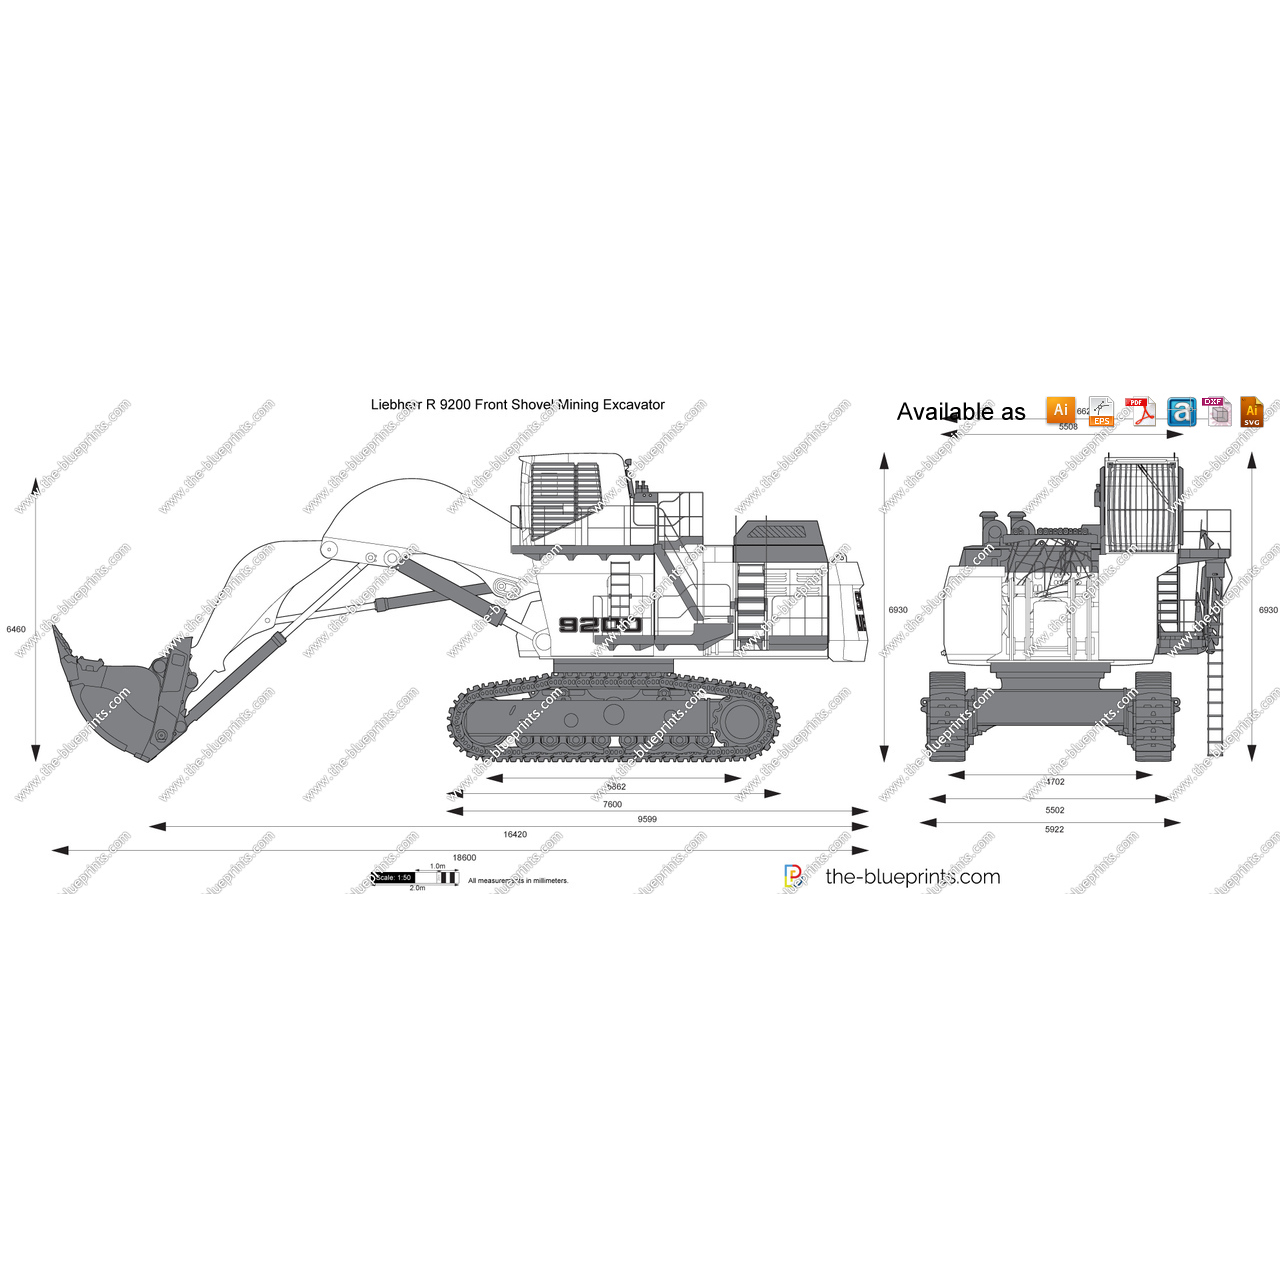 Liebherr R 9200 Front Shovel Mining Excavator
Available as
Ai
EPS
PDF
a
DXF
Ai
SVG
5508
6460
6930
6930
9200
7600
9599
16420
18600
4702
5502
5922
1.0m
Scale: 1:50
2.0m
All measurements in millimeters.
the-blueprints.com
www.the-blueprints.com